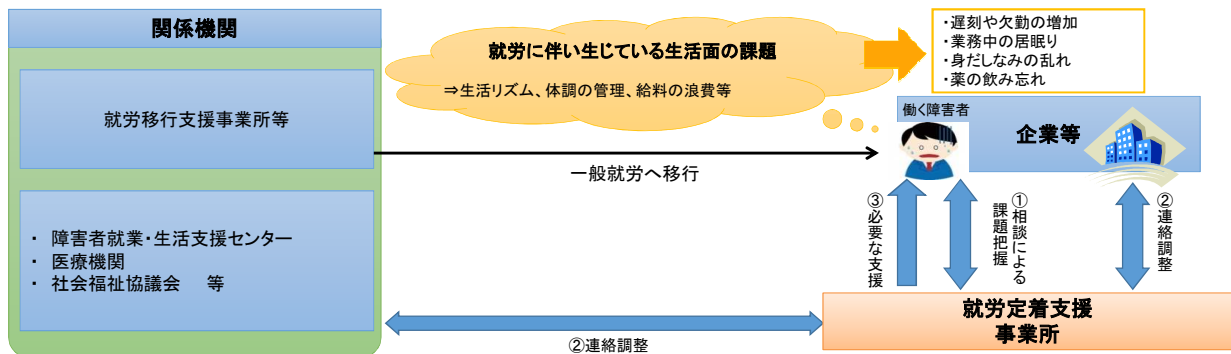 関係機関
就労移行支援事業所等
・ 障害者就業・生活支援センター
・ 医療機関
・ 社会福祉協議会 等
就労に伴い生じている生活面の課題
⇒生活リズム、体調の管理、給料の浪費等
・遅刻や欠勤の増加
・業務中の居眠り
・身だしなみの乱れ
・薬の飲み忘れ
働く障害者
企業等
一般就労へ移行
③必要な支援
①相談による
課題把握
②連絡調整
就労定着支援
事業所
②連絡調整